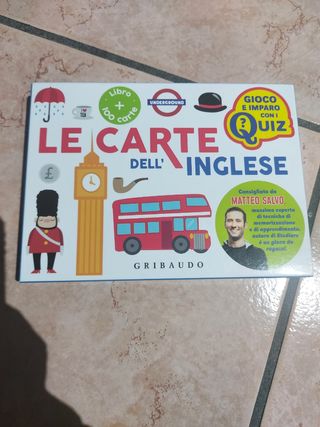 Libro
+
100 carte
UNDERGROUND
GIOCO
E IMPARO
CON I
QUIZ
?
LE CARTE
DELL'INGLESE
£
Consigliato da
MATTEO SALVO,
massimo esperto
di tecniche di
memorizzazione
e di apprendimento,
autore di Studiare
è un gioco da
ragazzi
GRIBAUDO